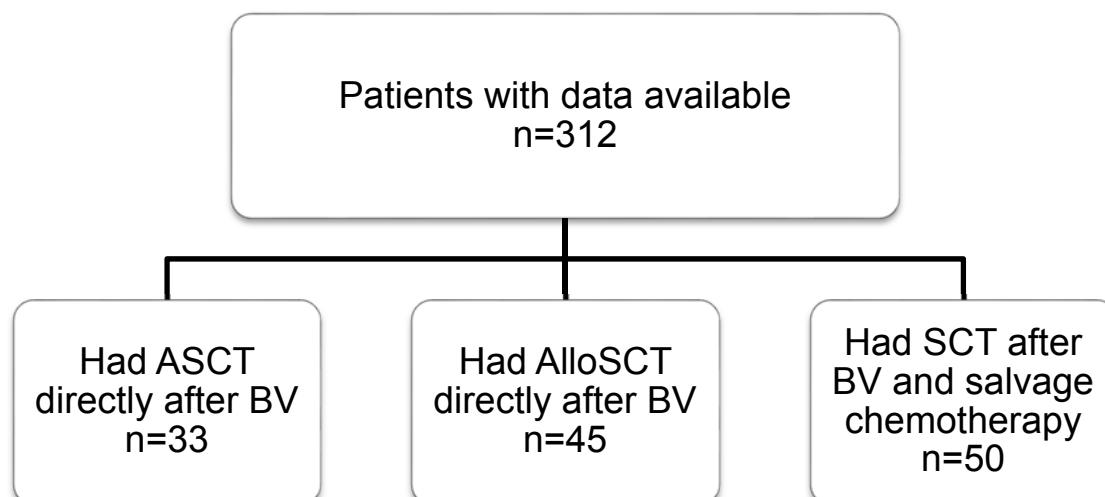 Patients with data available
n=312
Had ASCT
directly after BV
n=33
Had AlloSCT
directly after BV
n=45
Had SCT after
BV and salvage
chemotherapy
n=50